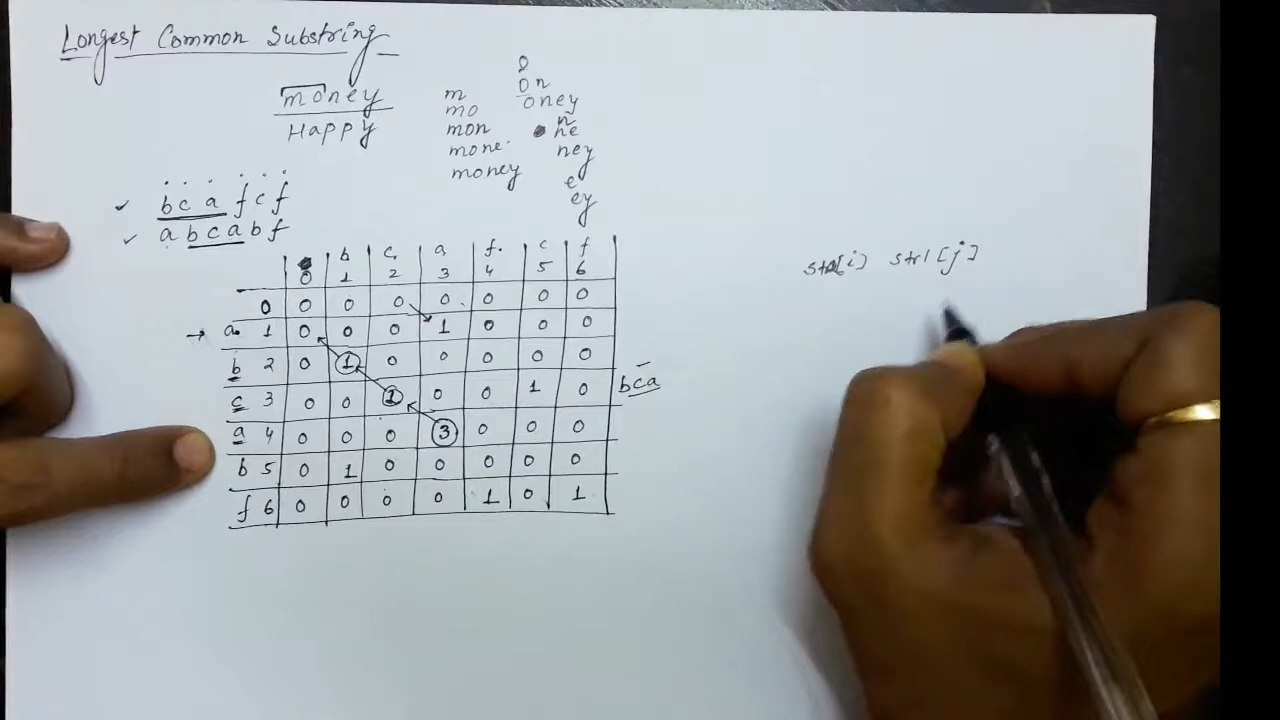 Longest Common Substring
money
Happy
m
mo
mon
mone
money
o
on
oney
n
ne
ney
e
ey
b c a f c f
a b c a b f
b c a f c f
0 1 2 3 4 5 6
0 0 0 0 0 0 0 0
a 1 0 0 0 1 0 0 0
b 2 0 1 0 0 0 0 0
c 3 0 0 1 0 0 1 0
a 4 0 0 0 3 0 0 0
b 5 0 1 0 0 0 0 0
f 6 0 0 0 0 1 0 1
bca
str1[j]